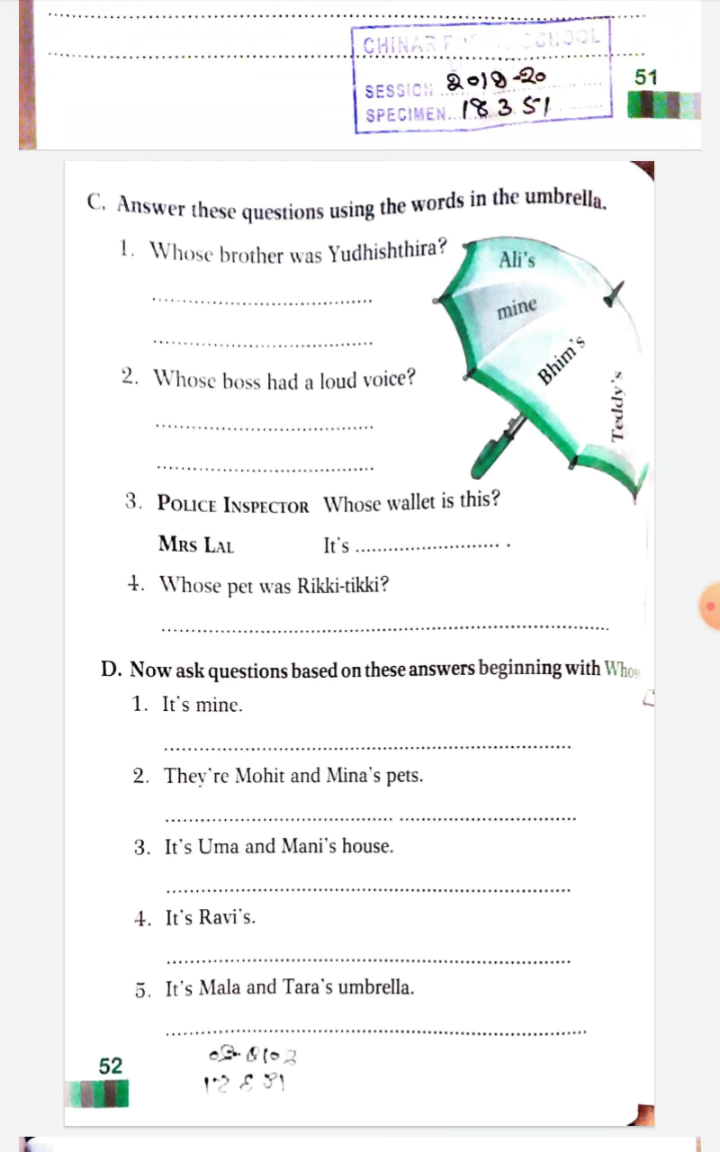 CHINAR PU SCHOOL
SESSION 2019-20
SPECIMEN 18351
51
C. Answer these questions using the words in the umbrella.
1. Whose brother was Yudhishthira?
Ali's
mine
Bhim's
Teddy's
2. Whose boss had a loud voice?
3. POLICE INSPECTOR Whose wallet is this?
MRS LAL It's .
4. Whose pet was Rikki-tikki?
D. Now ask questions based on these answers beginning with Whos
1. It's mine.
2. They're Mohit and Mina's pets.
3. It's Uma and Mani's house.
4. It's Ravi's.
5. It's Mala and Tara's umbrella.
52